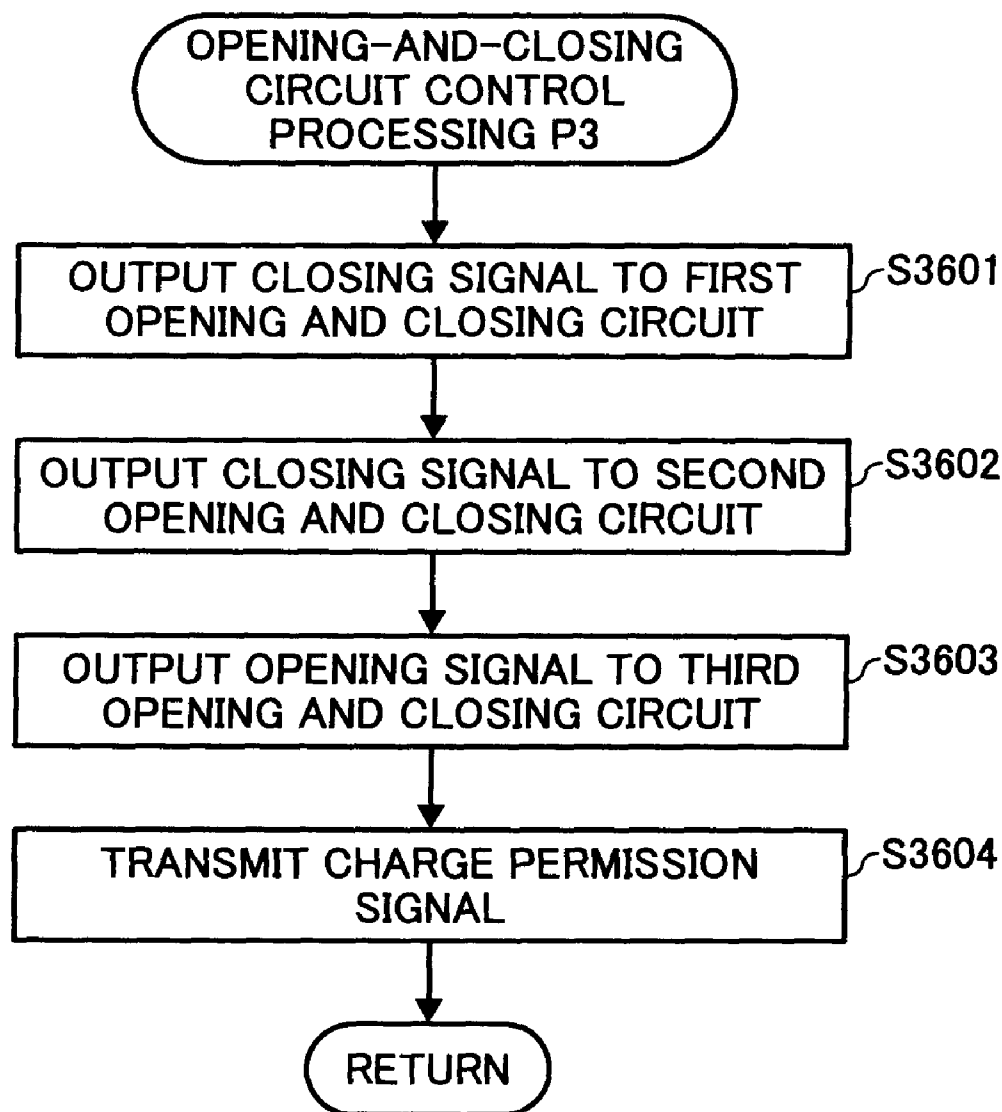 OPENING-AND-CLOSING
CIRCUIT CONTROL
PROCESSING P3
OUTPUT CLOSING SIGNAL TO FIRST
OPENING AND CLOSING CIRCUIT
S3601
OUTPUT CLOSING SIGNAL TO SECOND
OPENING AND CLOSING CIRCUIT
S3602
OUTPUT OPENING SIGNAL TO THIRD
OPENING AND CLOSING CIRCUIT
S3603
TRANSMIT CHARGE PERMISSION
SIGNAL
S3604
RETURN